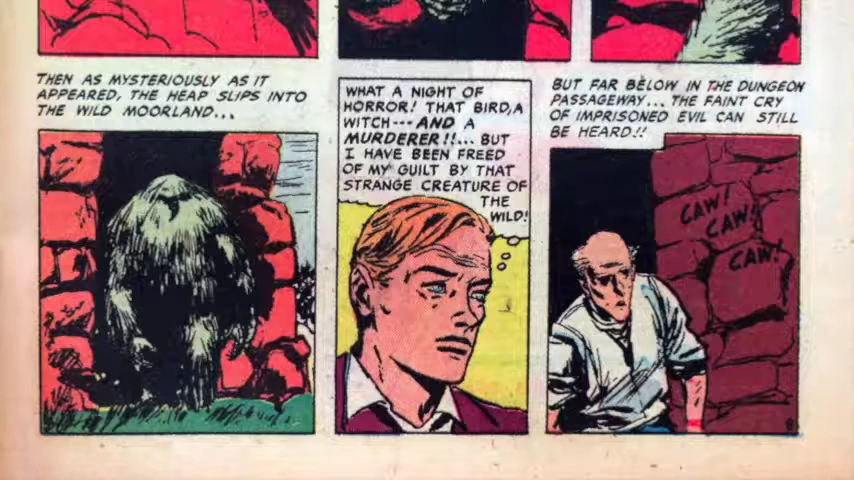 THEN AS MYSTERIOUSLY AS IT
APPEARED, THE HEAP SLIPS INTO
THE WILD MOORLAND...
WHAT A NIGHT OF
HORROR! THAT BIRD, A
WITCH---AND A
MURDERER!!... BUT
I HAVE BEEN FREED
OF MY GUILT BY THAT
STRANGE CREATURE OF
THE
WILD!
BUT FAR BELOW IN THE DUNGEON
PASSAGEWAY... THE FAINT CRY
OF IMPRISONED EVIL CAN STILL
BE HEARD!!
CAW!
CAW!
CAW!